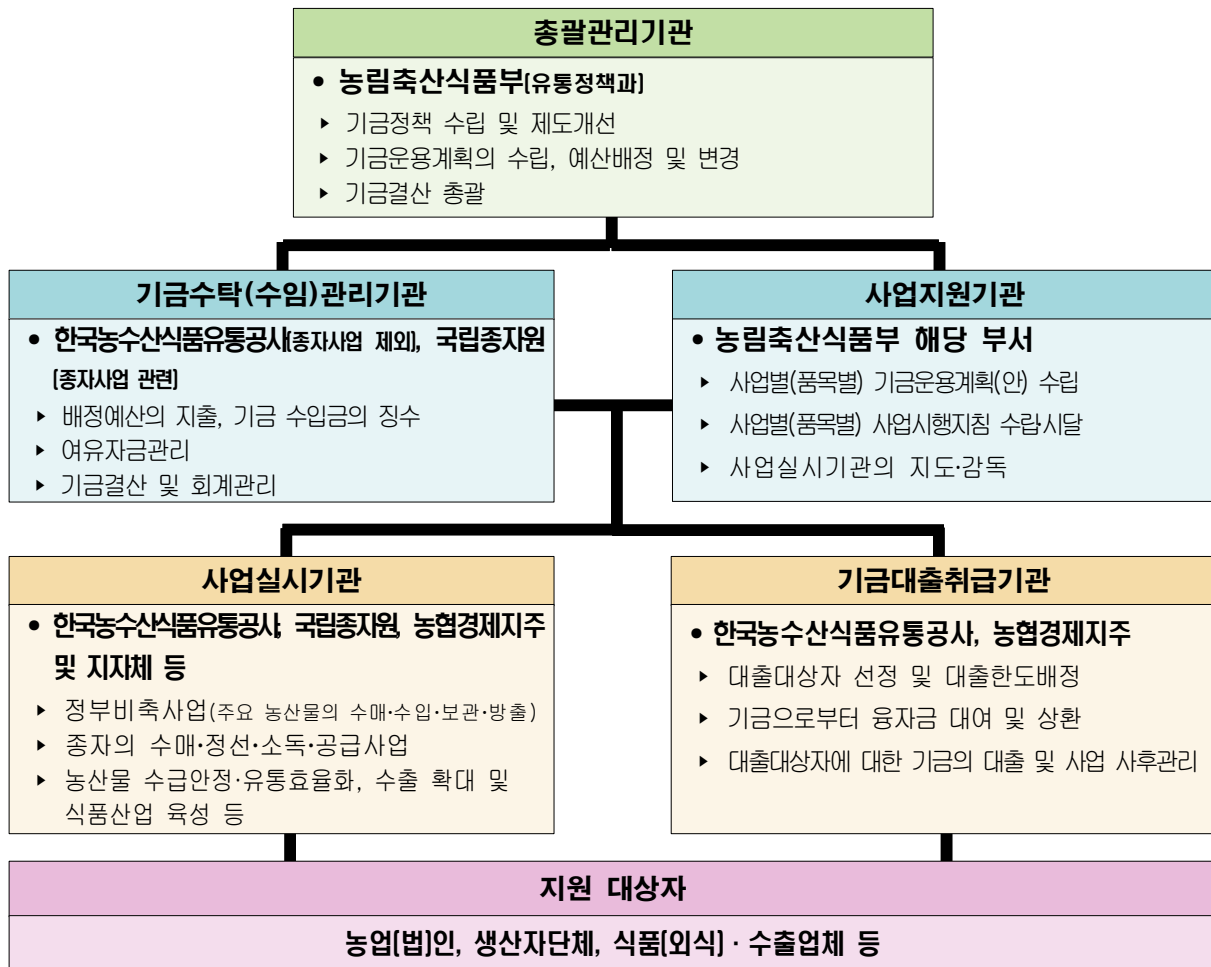 총괄관리기관
• 농림축산식품부(유통정책과)
▸ 기금정책 수립 및 제도개선
▸ 기금운용계획의 수립, 예산배정 및 변경
▸ 기금결산 총괄
기금수탁(수임)관리기관
• 한국농수산식품유통공사(종자사업 제외), 국립종자원
(종자사업 관련)
▸ 배정예산의 지출, 기금 수입금의 징수
▸ 여유자금관리
▸ 기금결산 및 회계관리
사업지원기관
• 농림축산식품부 해당 부서
▸ 사업별(품목별) 기금운용계획(안) 수립
▸ 사업별(품목별) 사업시행지침 수립·시달
▸ 사업실시기관의 지도·감독
사업실시기관
• 한국농수산식품유통공사, 국립종자원, 농협경제지주
및 지자체 등
▸ 정부비축사업(주요 농산물의 수매·수입·보관·방출)
▸ 종자의 수매·정선·소독·공급사업
▸ 농산물 수급안정·유통효율화, 수출 확대 및
식품산업 육성 등
기금대출취급기관
• 한국농수산식품유통공사, 농협경제지주
▸ 대출대상자 선정 및 대출한도배정
▸ 기금으로부터 융자금 대여 및 상환
▸ 대출대상자에 대한 기금의 대출 및 사업 사후관리
지원 대상자
농업(법)인, 생산자단체, 식품(외식) · 수출업체 등